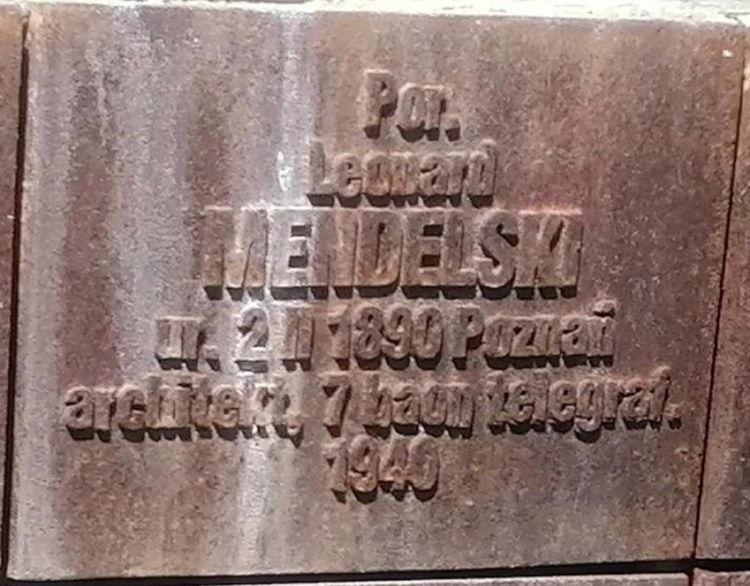 Por.
Leonard
MENDELSKI
ur. 2 II 1890 Poznań
architekt, 7 baon telegraf.
1940